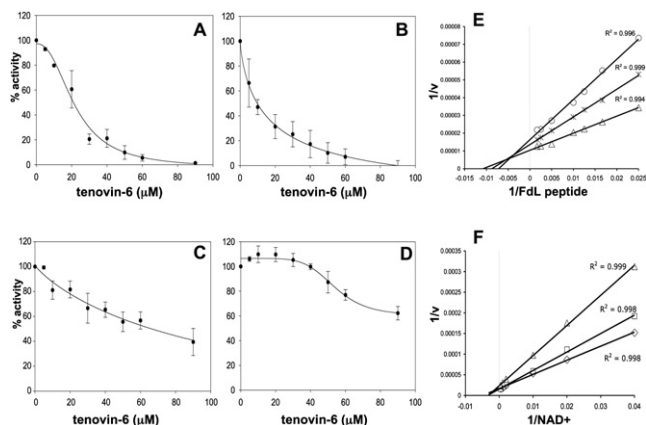 A
% activity
100
80
60
40
20
0
0 20 40 60 80 100
tenovin-6 (μM)
B
100
80
60
40
20
0
0 20 40 60 80 100
tenovin-6 (μM)
E
1/v
0.00008
0.00007
0.00006
0.00005
0.00004
0.00003
0.00002
0.00001
0
R² = 0.996
R² = 0.999
R² = 0.994
-0.015 -0.01 -0.005 0 0.005 0.01 0.015 0.02 0.025
1/FdL peptide
C
% activity
140
120
100
80
60
40
20
0
0 20 40 60 80 100
tenovin-6 (μM)
D
140
120
100
80
60
40
20
0
0 20 40 60 80 100
tenovin-6 (μM)
F
1/v
0.00035
0.0003
0.00025
0.0002
0.00015
0.0001
0.00005
0
R² = 0.999
R² = 0.998
R² = 0.998
-0.01 0 0.01 0.02 0.03 0.04
1/NAD+